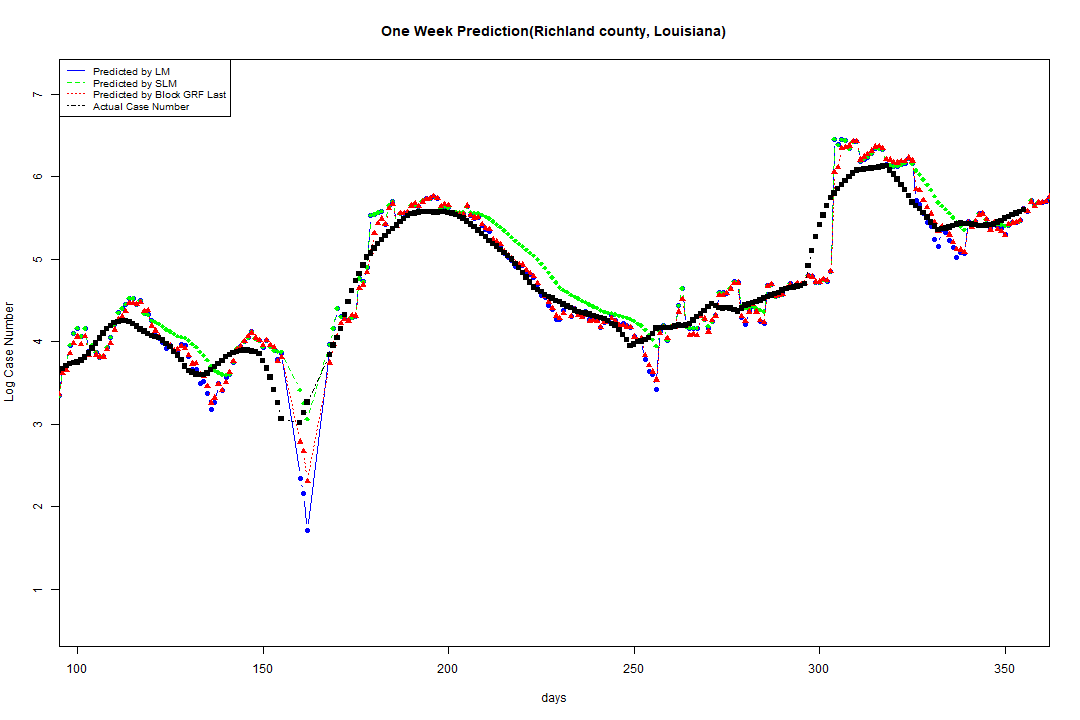 One Week Prediction(Richland county, Louisiana)
Predicted by LM
Predicted by SLM
Predicted by Block GRF Last
Actual Case Number
7
6
5
4
3
2
1
Log Case Number
100 150 200 250 300 350
days